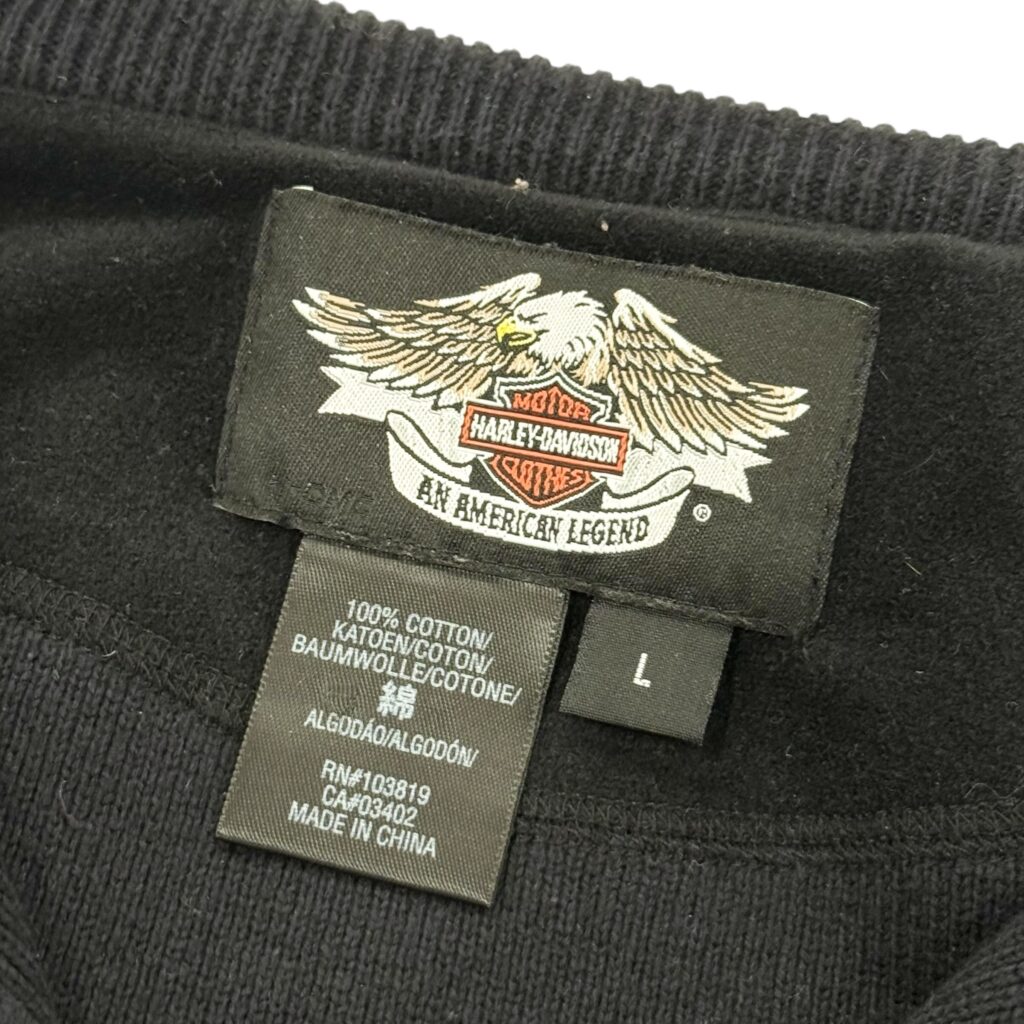 MOTOR
HARLEY-DAVIDSON
CLOTHES
AN AMERICAN LEGEND
®
100% COTTON/
KATOEN/COTON/
BAUMWOLLE/COTONE/
綿
ALGODÁO/ALGODÓN/
RN#103819
CA#03402
MADE IN CHINA
L